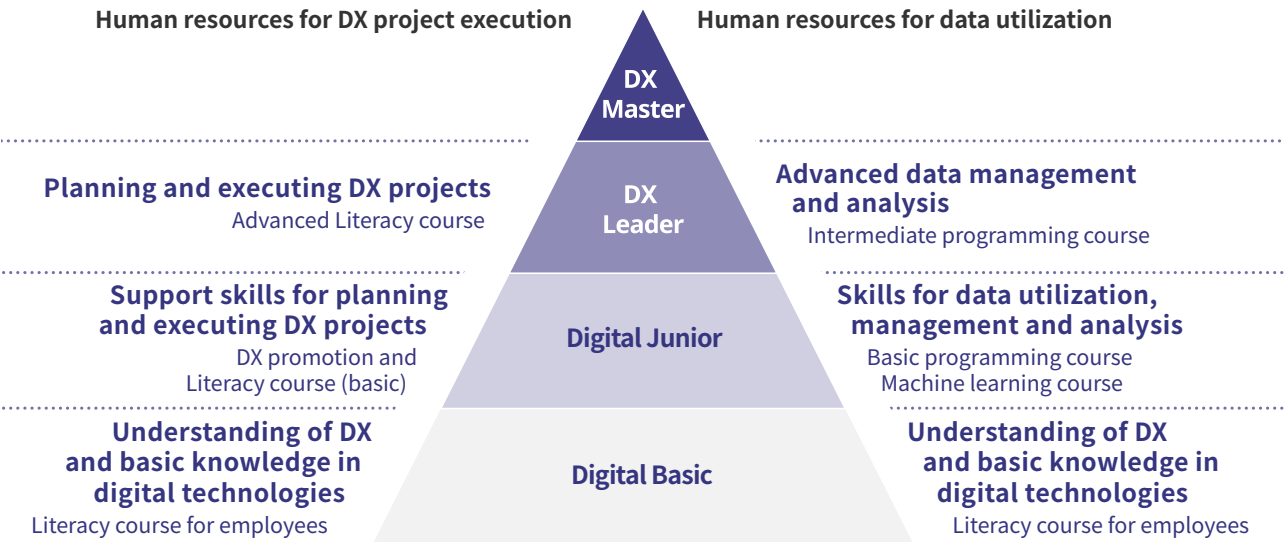 Human resources for DX project execution
Human resources for data utilization
DX
Master
Planning and executing DX projects
Advanced Literacy course
DX
Leader
Advanced data management
and analysis
Intermediate programming course
Support skills for planning
and executing DX projects
DX promotion and
Literacy course (basic)
Digital Junior
Skills for data utilization,
management and analysis
Basic programming course
Machine learning course
Understanding of DX
and basic knowledge in
digital technologies
Literacy course for employees
Digital Basic
Understanding of DX
and basic knowledge in
digital technologies
Literacy course for employees